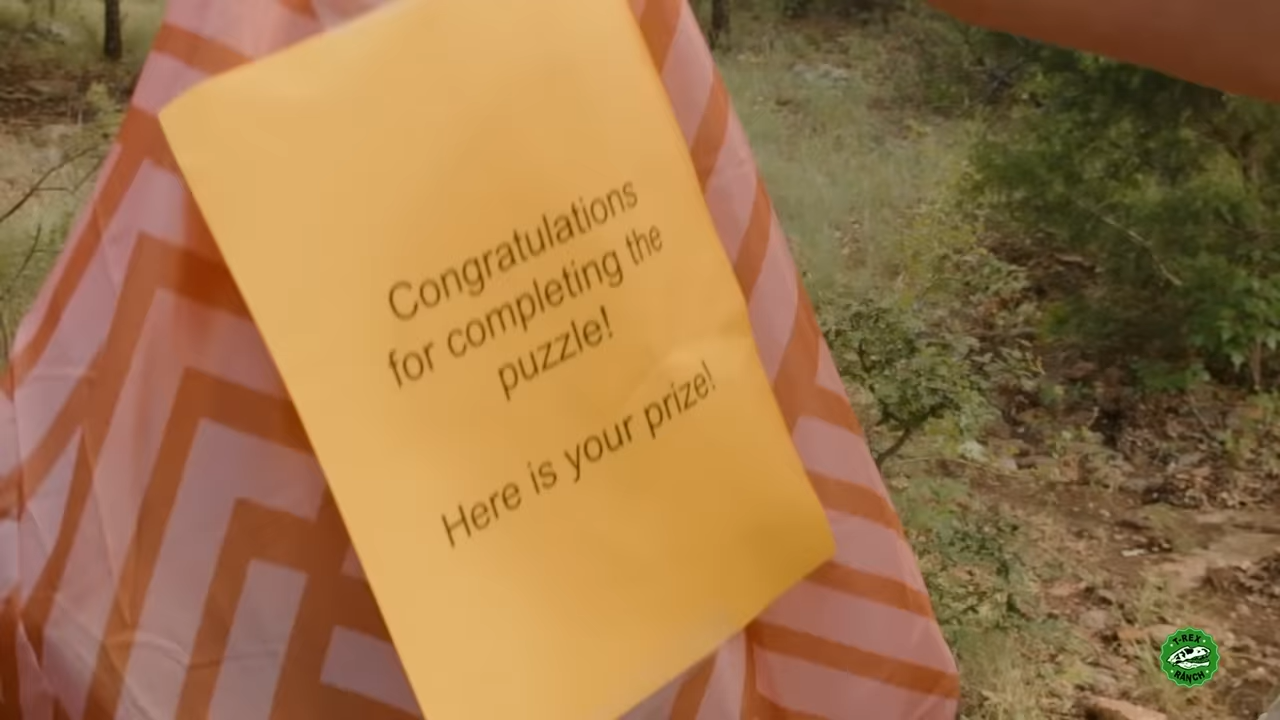 Congratulations
for completing the
puzzle!
Here is your prize!
T-REX
RANCH